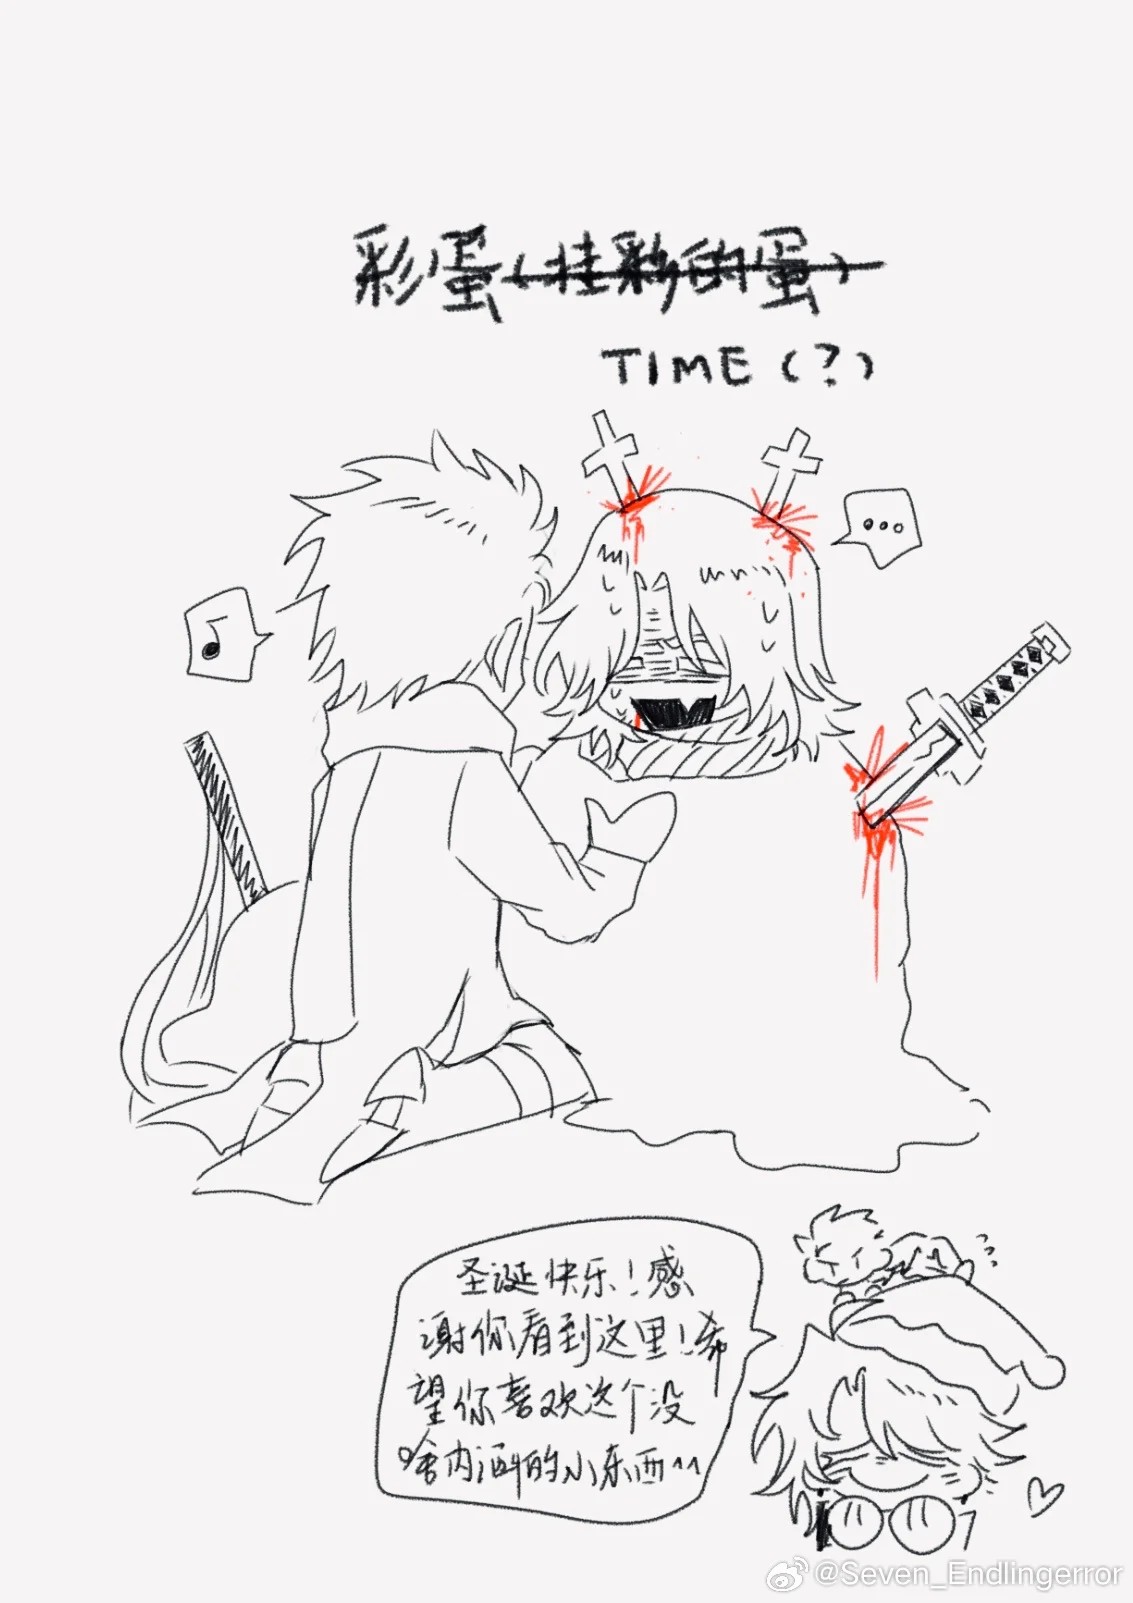 彩蛋(挂彩的蛋)
TIME(?)
圣诞快乐!感
谢你看到这里!希
望你喜欢这个没
啥内涵的小东西^^
@Seven_Endlingerror